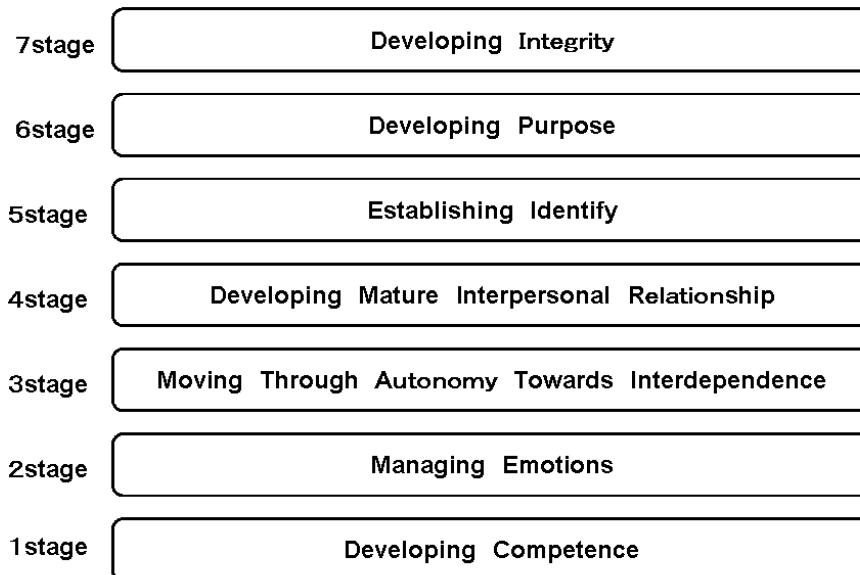 7stage Developing Integrity
6stage Developing Purpose
5stage Establishing Identify
4stage Developing Mature Interpersonal Relationship
3stage Moving Through Autonomy Towards Interdependence
2stage Managing Emotions
1stage Developing Competence